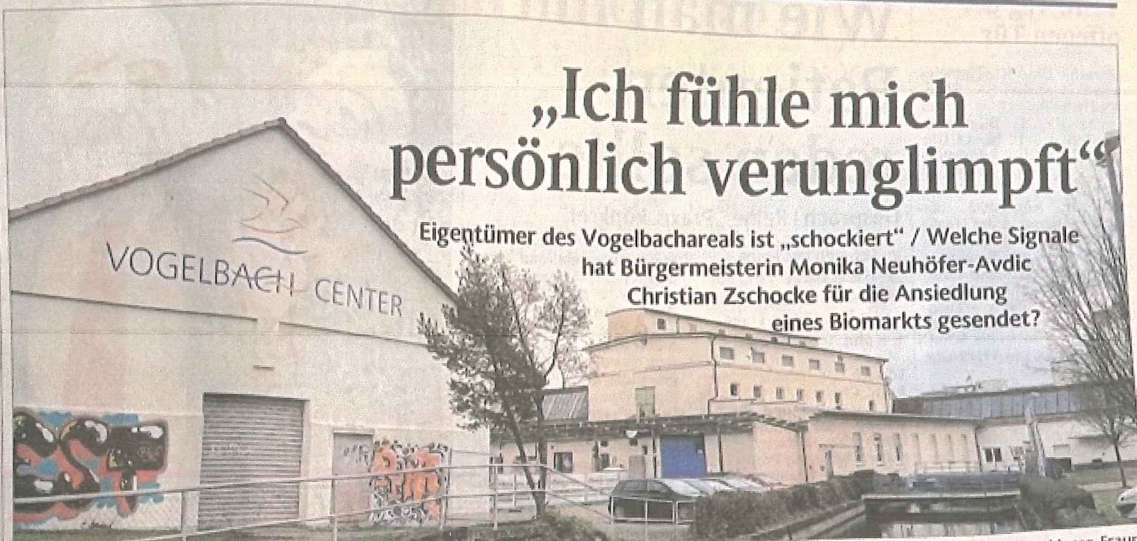 „Ich fühle mich
persönlich verunglimpft“
Eigentümer des Vogelbachareals ist „schockiert“ / Welche Signale
hat Bürgermeisterin Monika Neuhöfer-Avdic
Christian Zschocke für die Ansiedlung
eines Biomarkts gesendet?
VOGELBACH CENTER